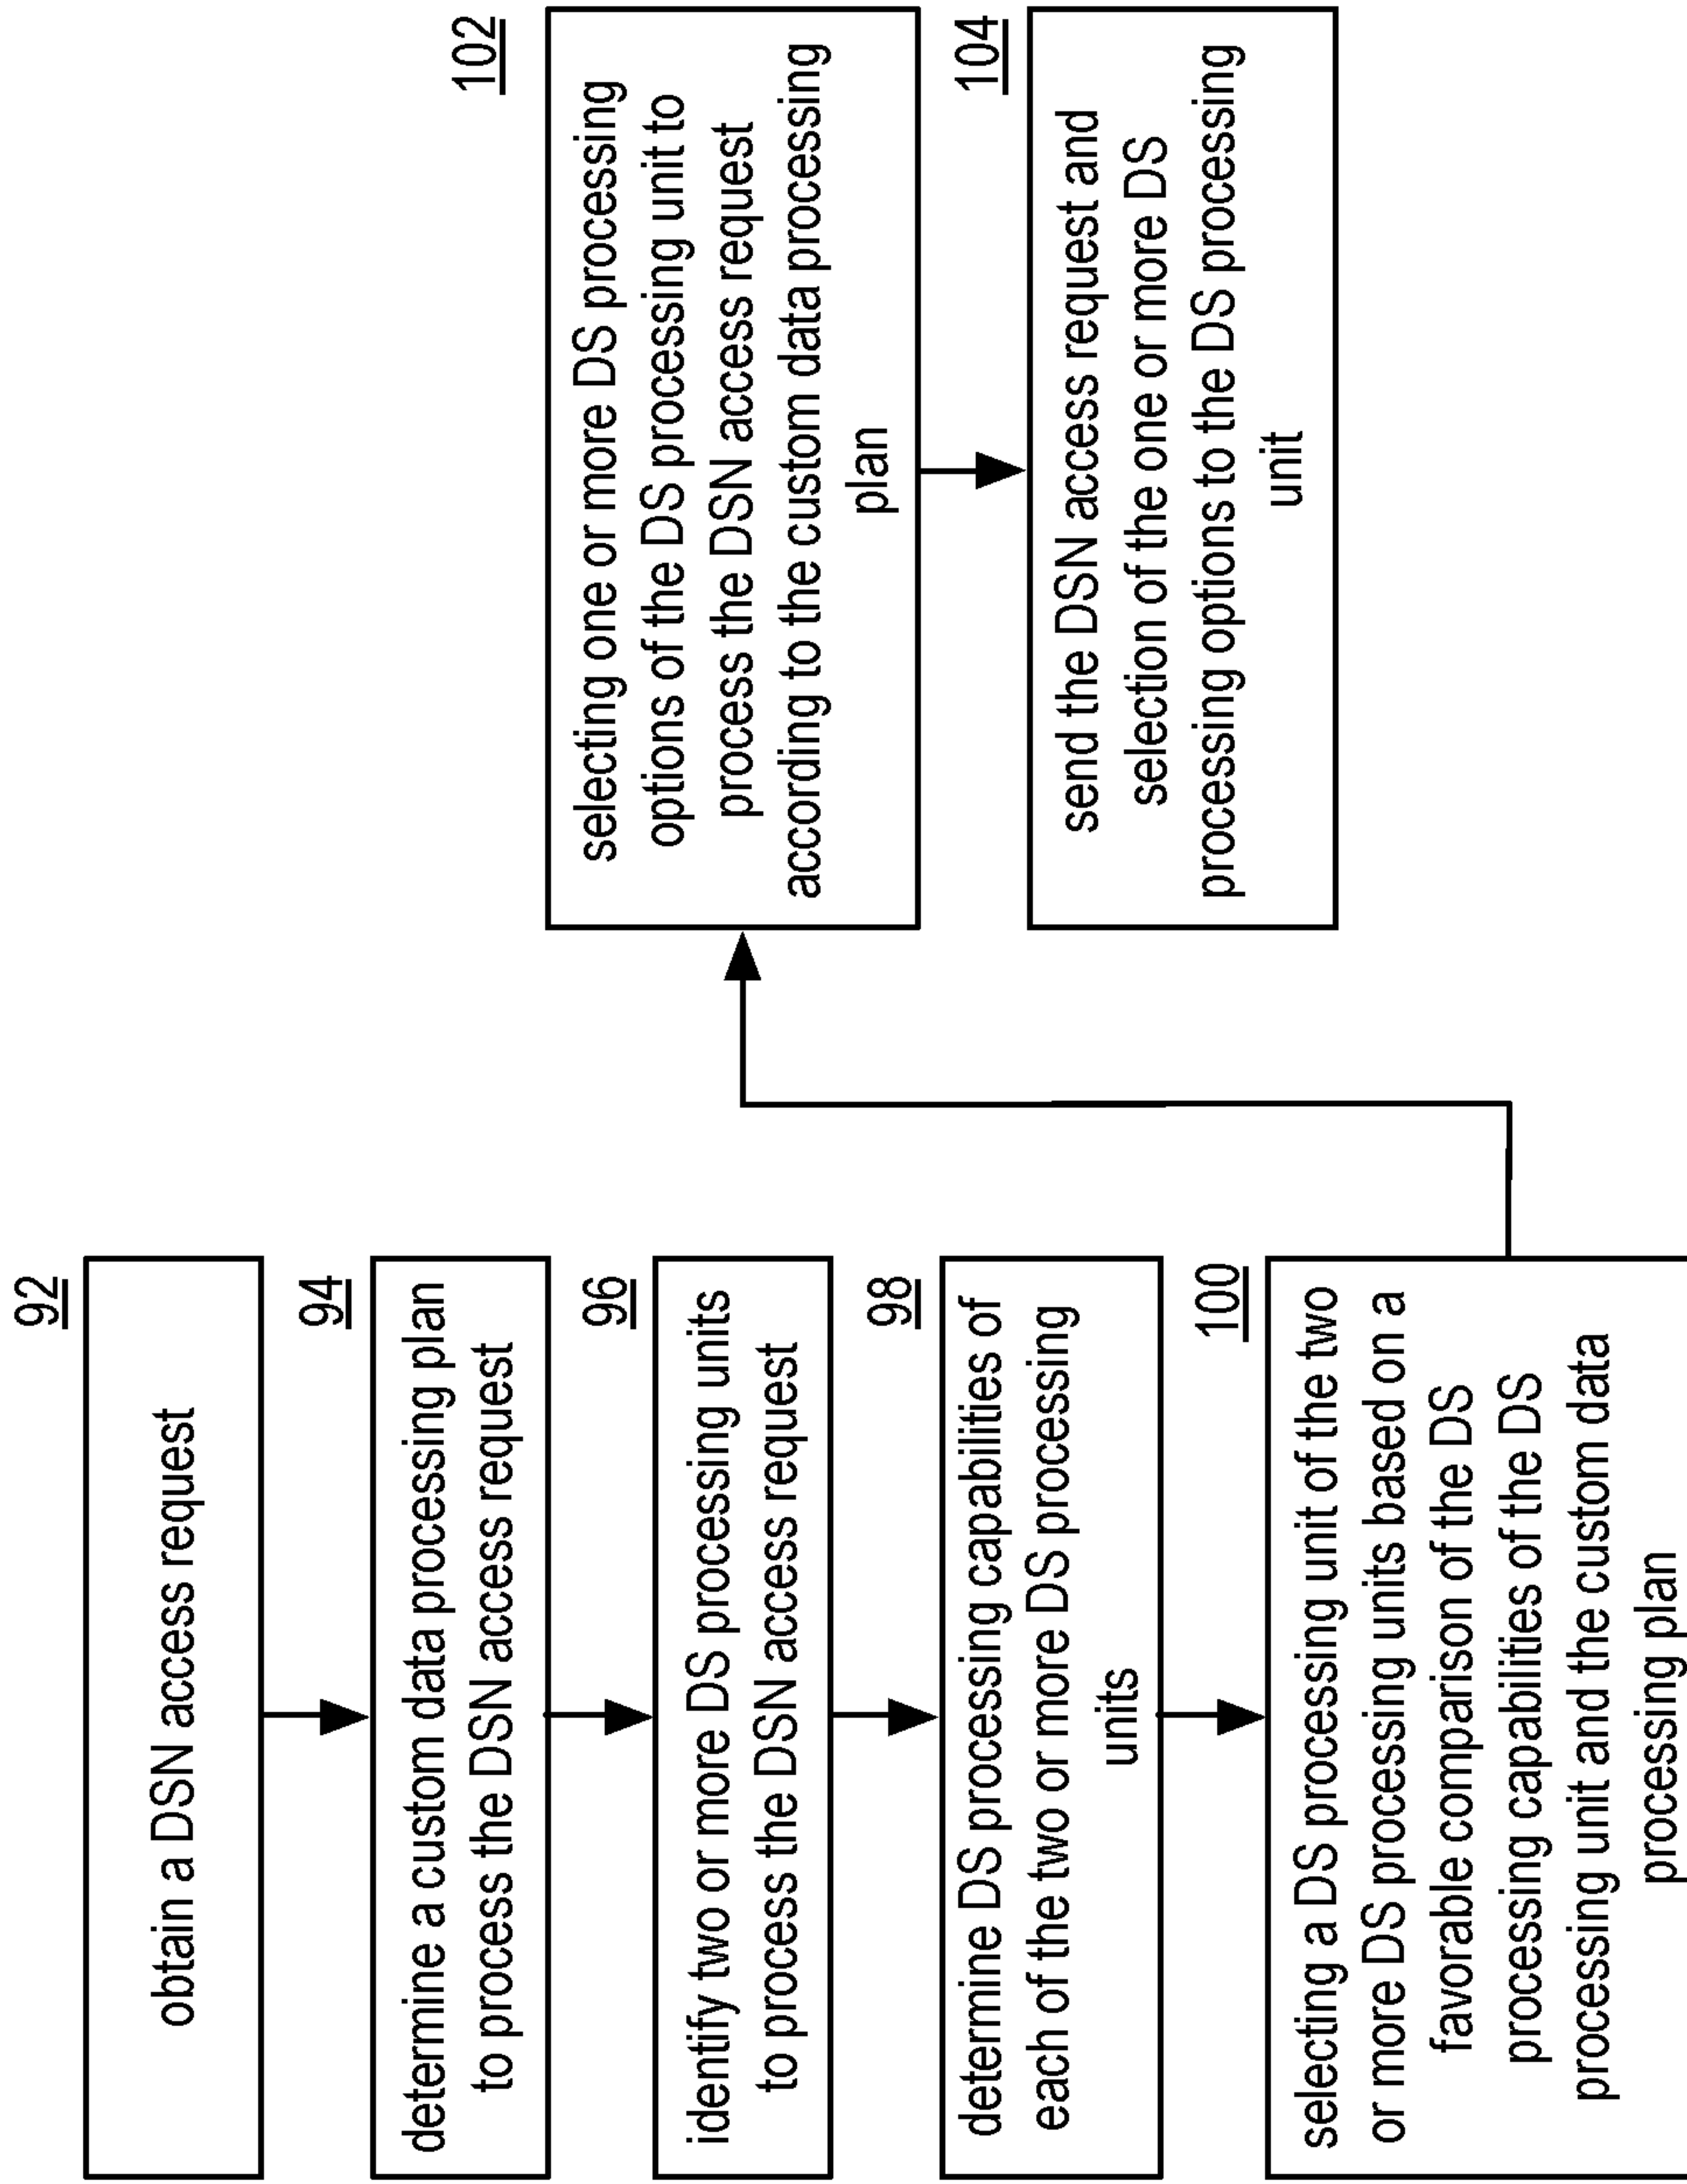 92
obtain a DSN access request
94
determine a custom data processing plan
to process the DSN access request
96
identify two or more DS processing units
to process the DSN access request
98
determine DS processing capabilities of
each of the two or more DS processing
units
100
selecting a DS processing unit of the two
or more DS processing units based on a
favorable comparison of the DS
processing capabilities of the DS
processing unit and the custom data
processing plan
102
selecting one or more DS processing
options of the DS processing unit to
process the DSN access request
according to the custom data processing
plan
104
send the DSN access request and
selection of the one or more DS
processing options to the DS processing
unit